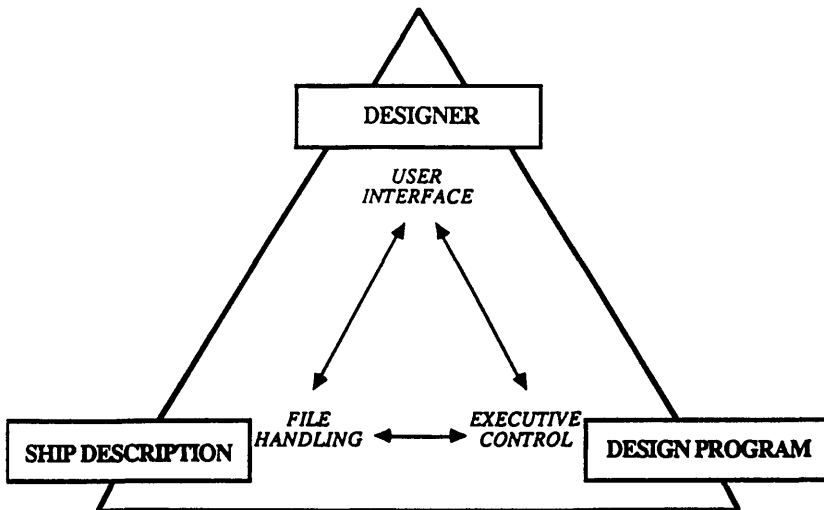 DESIGNER
USER
INTERFACE
FILE
HANDLING
EXECUTIVE
CONTROL
SHIP DESCRIPTION
DESIGN PROGRAM